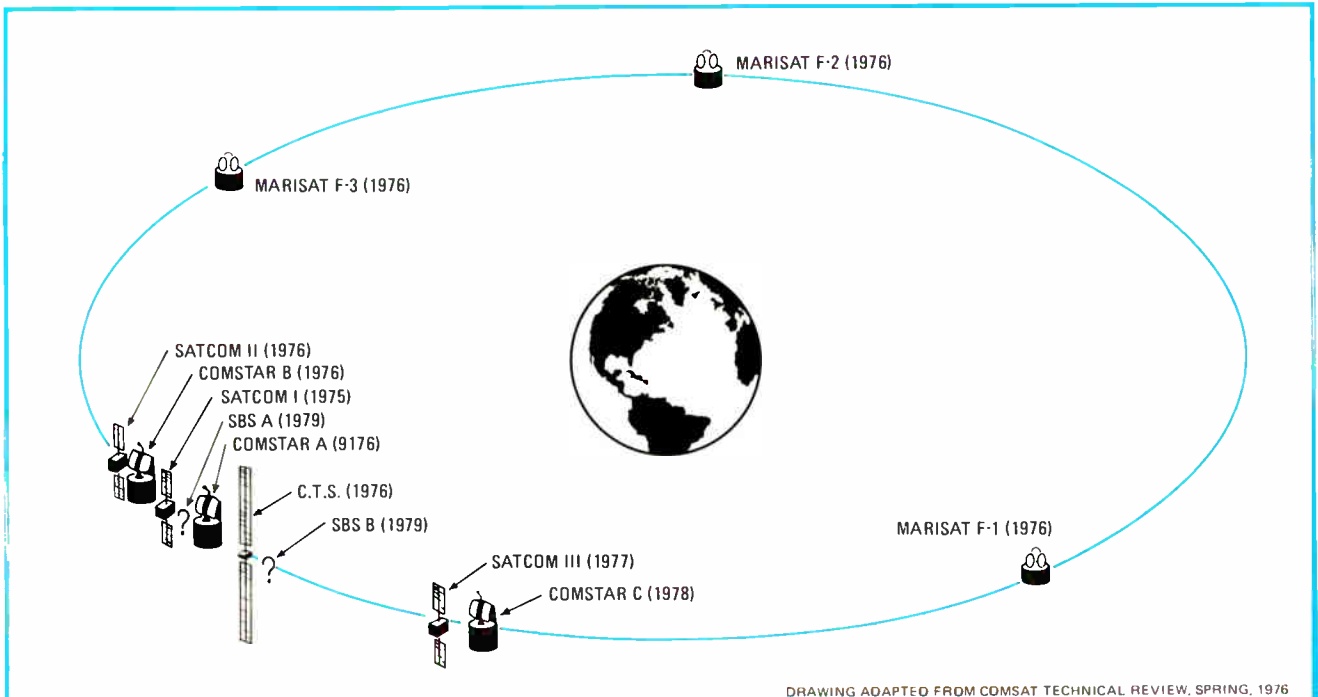 MARISAT F-2 (1976)
MARISAT F-3 (1976)
SATCOM II (1976)
COMSTAR B (1976)
SATCOM I (1975)
SBS A (1979)
COMSTAR A (9176)
?
C.T.S. (1976)
SBS B (1979)
?
SATCOM III (1977)
COMSTAR C (1978)
MARISAT F-1 (1976)
DRAWING ADAPTED FROM COMSAT TECHNICAL REVIEW, SPRING, 1976